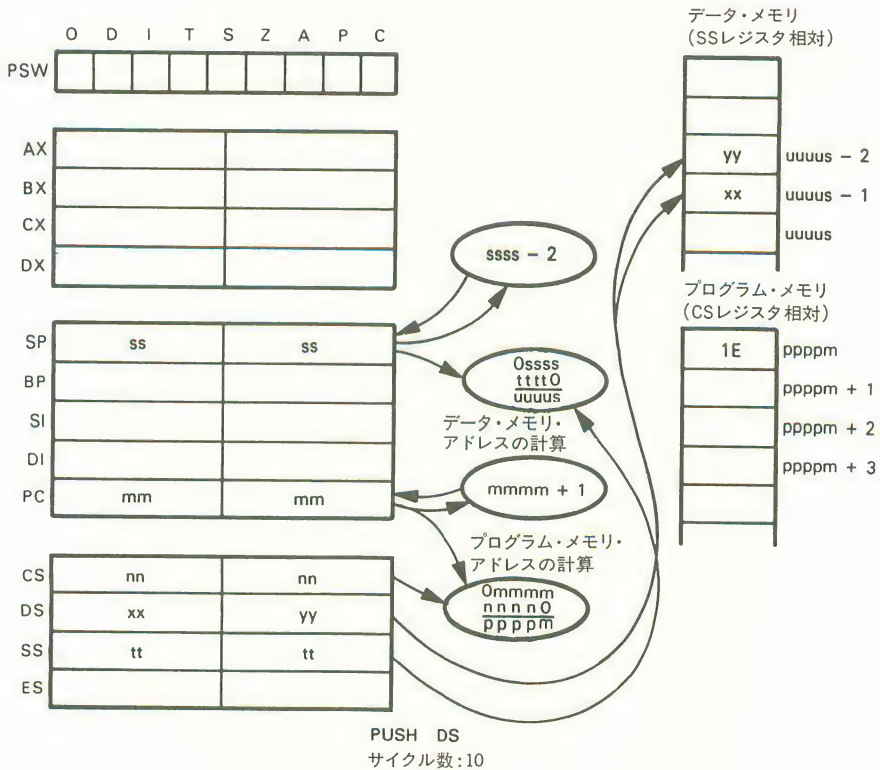 O D I T S Z A P C
PSW
AX
BX
CX
DX
SP ss ss
BP
SI
DI
PC mm mm
CS nn nn
DS xx yy
SS tt tt
ES
ssss − 2
0ssss
tttt0
uuuus
データ・メモリ・
アドレスの計算
mmmm + 1
プログラム・メモリ・
アドレスの計算
0mmmm
nnnn0
ppppm
データ・メモリ
(SSレジスタ相対)
yy uuuus − 2
xx uuuus − 1
uuuus
プログラム・メモリ
(CSレジスタ相対)
1E ppppm
ppppm + 1
ppppm + 2
ppppm + 3
PUSH DS
サイクル数:10